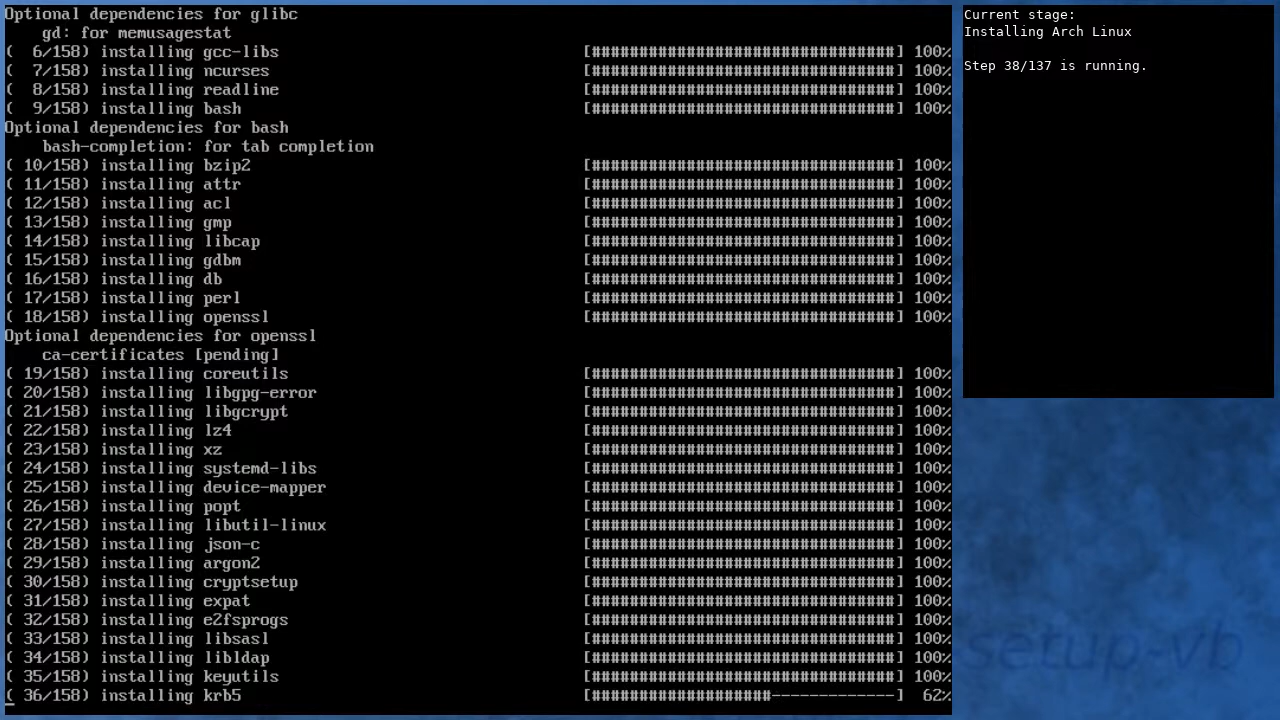 Optional dependencies for glibc
    gd: for memusagestat
(  6/158) installing gcc-libs [#################################] 100%
(  7/158) installing ncurses [#################################] 100%
(  8/158) installing readline [#################################] 100%
(  9/158) installing bash [#################################] 100%
Optional dependencies for bash
    bash-completion: for tab completion
( 10/158) installing bzip2 [#################################] 100%
( 11/158) installing attr [#################################] 100%
( 12/158) installing acl [#################################] 100%
( 13/158) installing gmp [#################################] 100%
( 14/158) installing libcap [#################################] 100%
( 15/158) installing gdbm [#################################] 100%
( 16/158) installing db [#################################] 100%
( 17/158) installing perl [#################################] 100%
( 18/158) installing openssl [#################################] 100%
Optional dependencies for openssl
    ca-certificates [pending]
( 19/158) installing coreutils [#################################] 100%
( 20/158) installing libgpg-error [#################################] 100%
( 21/158) installing libgcrypt [#################################] 100%
( 22/158) installing lz4 [#################################] 100%
( 23/158) installing xz [#################################] 100%
( 24/158) installing systemd-libs [#################################] 100%
( 25/158) installing device-mapper [#################################] 100%
( 26/158) installing popt [#################################] 100%
( 27/158) installing libutil-linux [#################################] 100%
( 28/158) installing json-c [#################################] 100%
( 29/158) installing argon2 [#################################] 100%
( 30/158) installing cryptsetup [#################################] 100%
( 31/158) installing expat [#################################] 100%
( 32/158) installing e2fsprogs [#################################] 100%
( 33/158) installing libsasl [#################################] 100%
( 34/158) installing libldap [#################################] 100%
( 35/158) installing keyutils [#################################] 100%
( 36/158) installing krb5 [###################-------------] 62%
Current stage:
Installing Arch Linux
Step 38/137 is running.
setup-vb